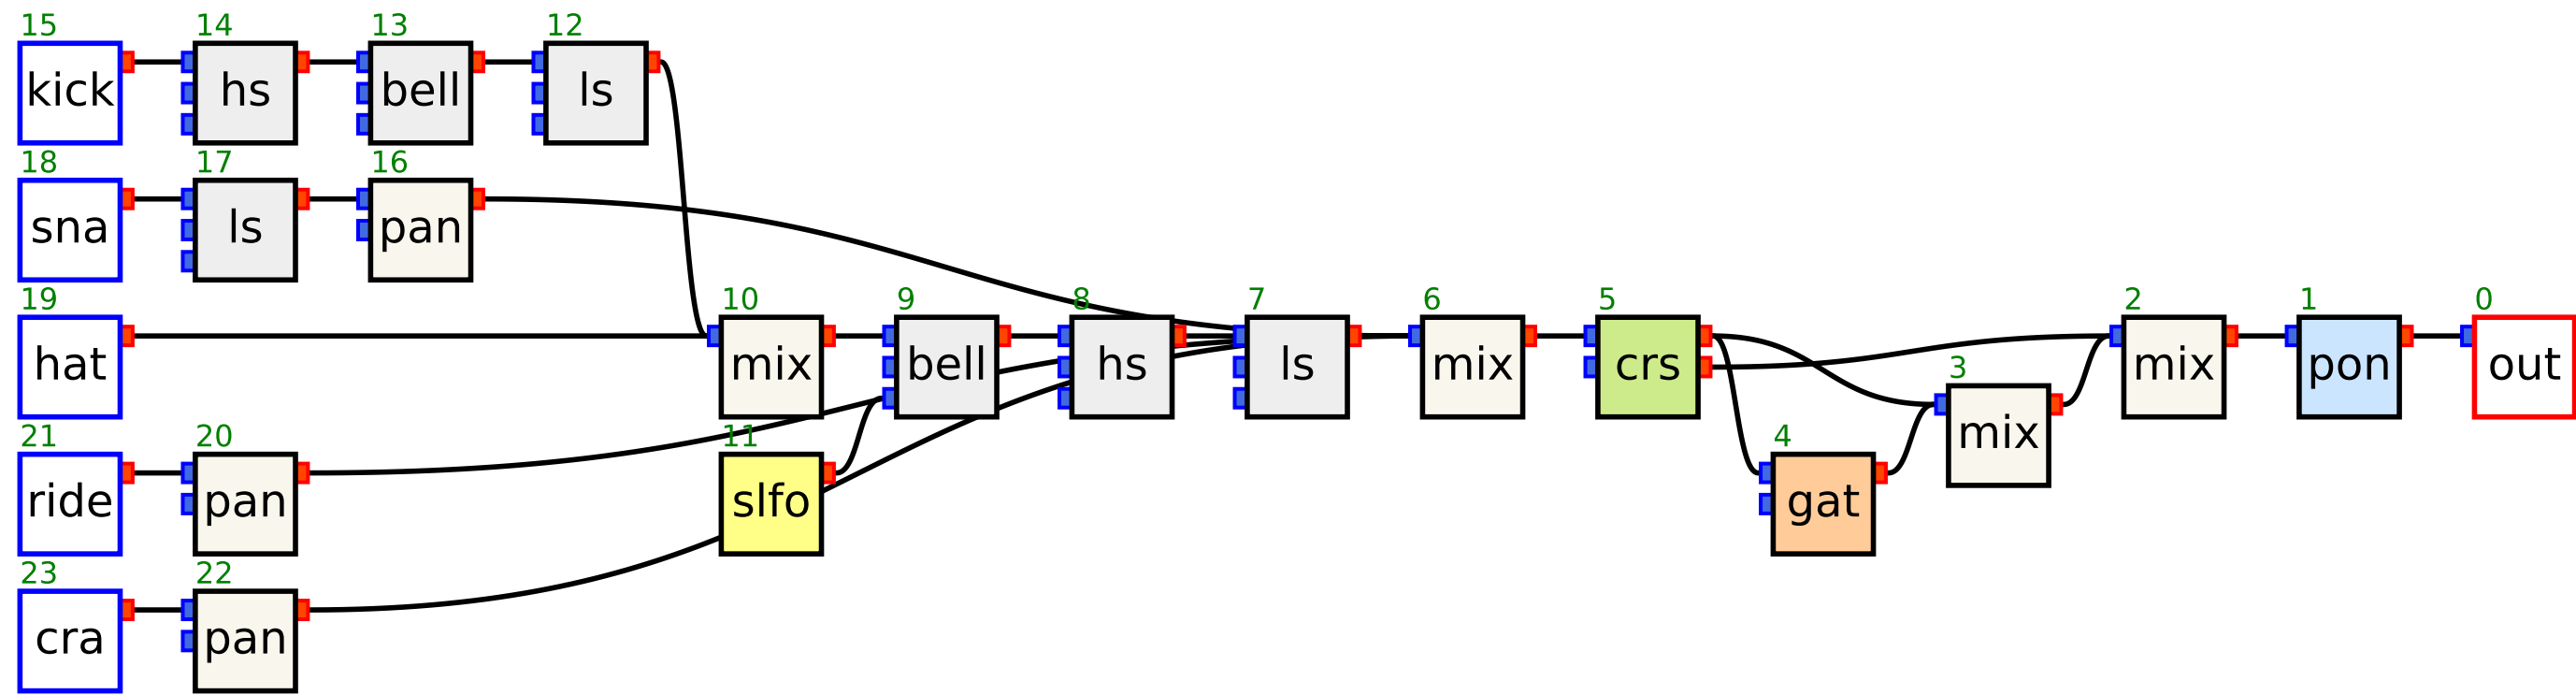 15 14 13 12
kick hs bell ls
18 17 16
sna ls pan
19 10 9 8 7 6 5 2 1 0
hat mix bell hs ls mix crs mix pon out
3
mix
21 20 11 4
ride pan slfo gat
23 22
cra pan